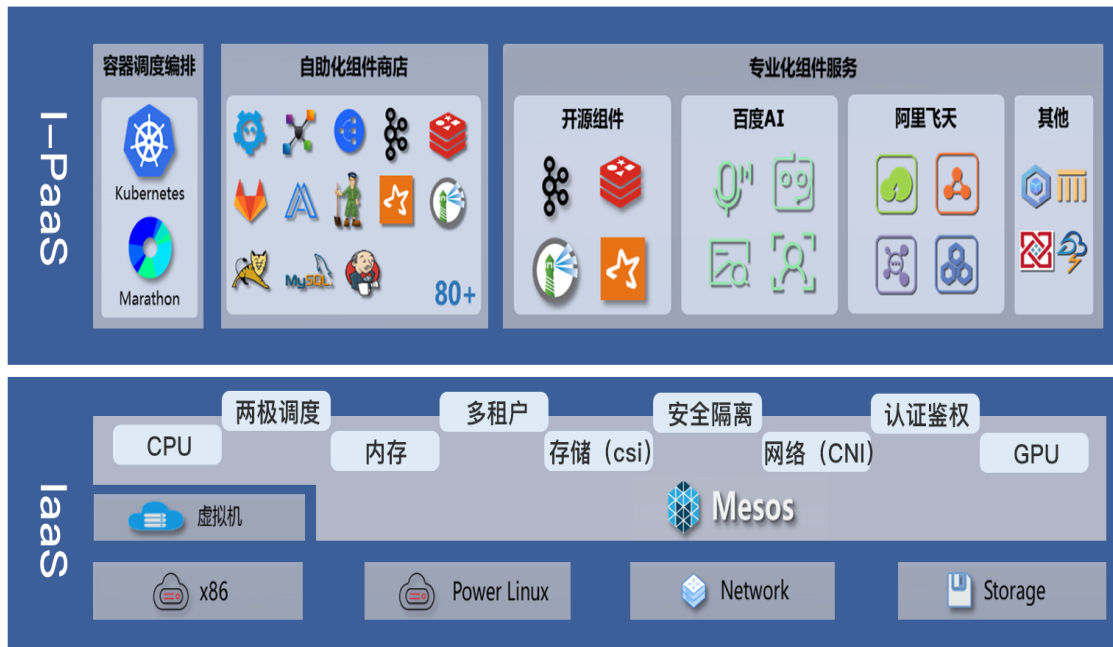 I-PaaS
容器调度编排
Kubernetes
Marathon
自助化组件商店
MySQL
80+
专业化组件服务
开源组件
百度AI
阿里飞天
其他
IaaS
两极调度
多租户
安全隔离
认证鉴权
CPU
内存
存储（csi）
网络（CNI）
GPU
虚拟机
Mesos
x86
Power Linux
Network
Storage